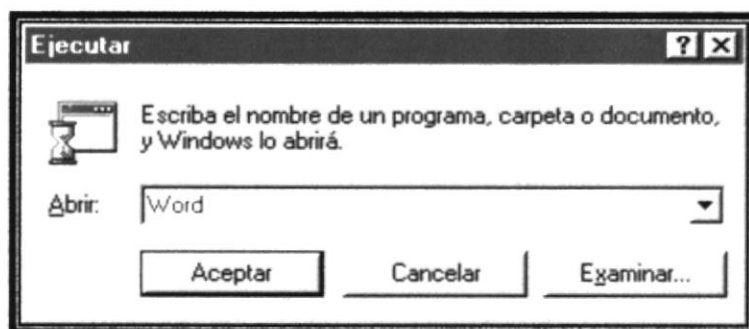 Ejecutar
Escriba el nombre de un programa, carpeta o documento,
y Windows lo abrirá.
Abrir: Word
Aceptar Cancelar Examinar...